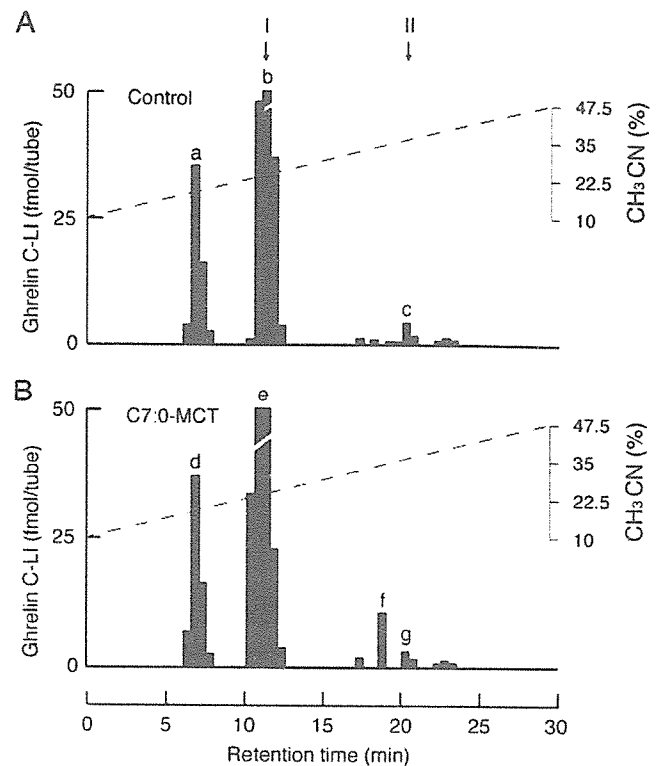 I II
A
50
25
0
Ghrelin C-LI (fmol/tube)
Control
a
b
c
47.5
35
22.5
10
CH₃CN (%)
B
50
25
0
Ghrelin C-LI (fmol/tube)
C7:0-MCT
d
e
f
g
47.5
35
22.5
10
CH₃CN (%)
0 5 10 15 20 25 30
Retention time (min)